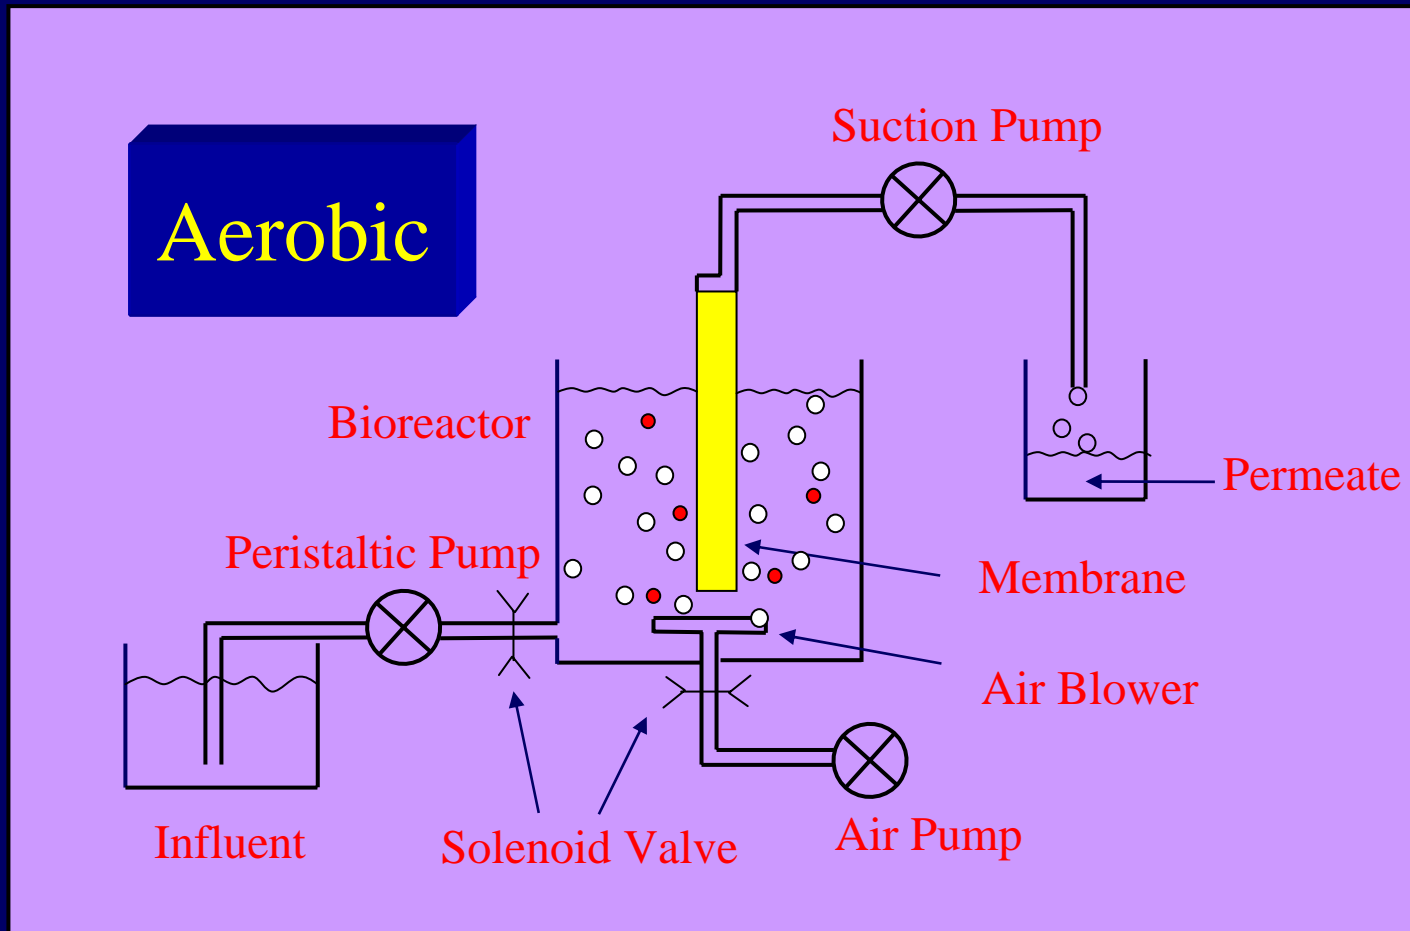 Suction Pump
Aerobic
Bioreactor
Permeate
Peristaltic Pump
Membrane
Air Blower
Influent
Solenoid Valve
Air Pump